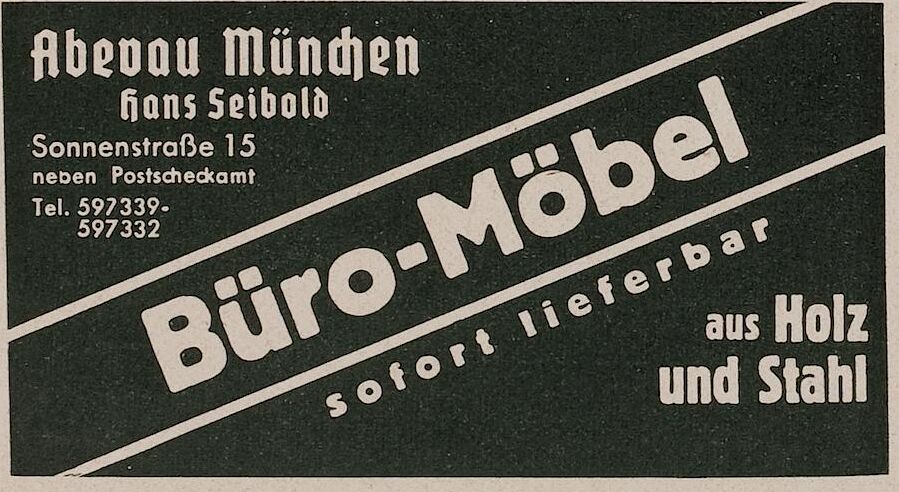 Abevau München
Hans Seibold
Sonnenstraße 15
neben Postscheckamt
Tel. 597339-
597332
Büro-Möbel
sofort lieferbar
aus Holz
und Stahl